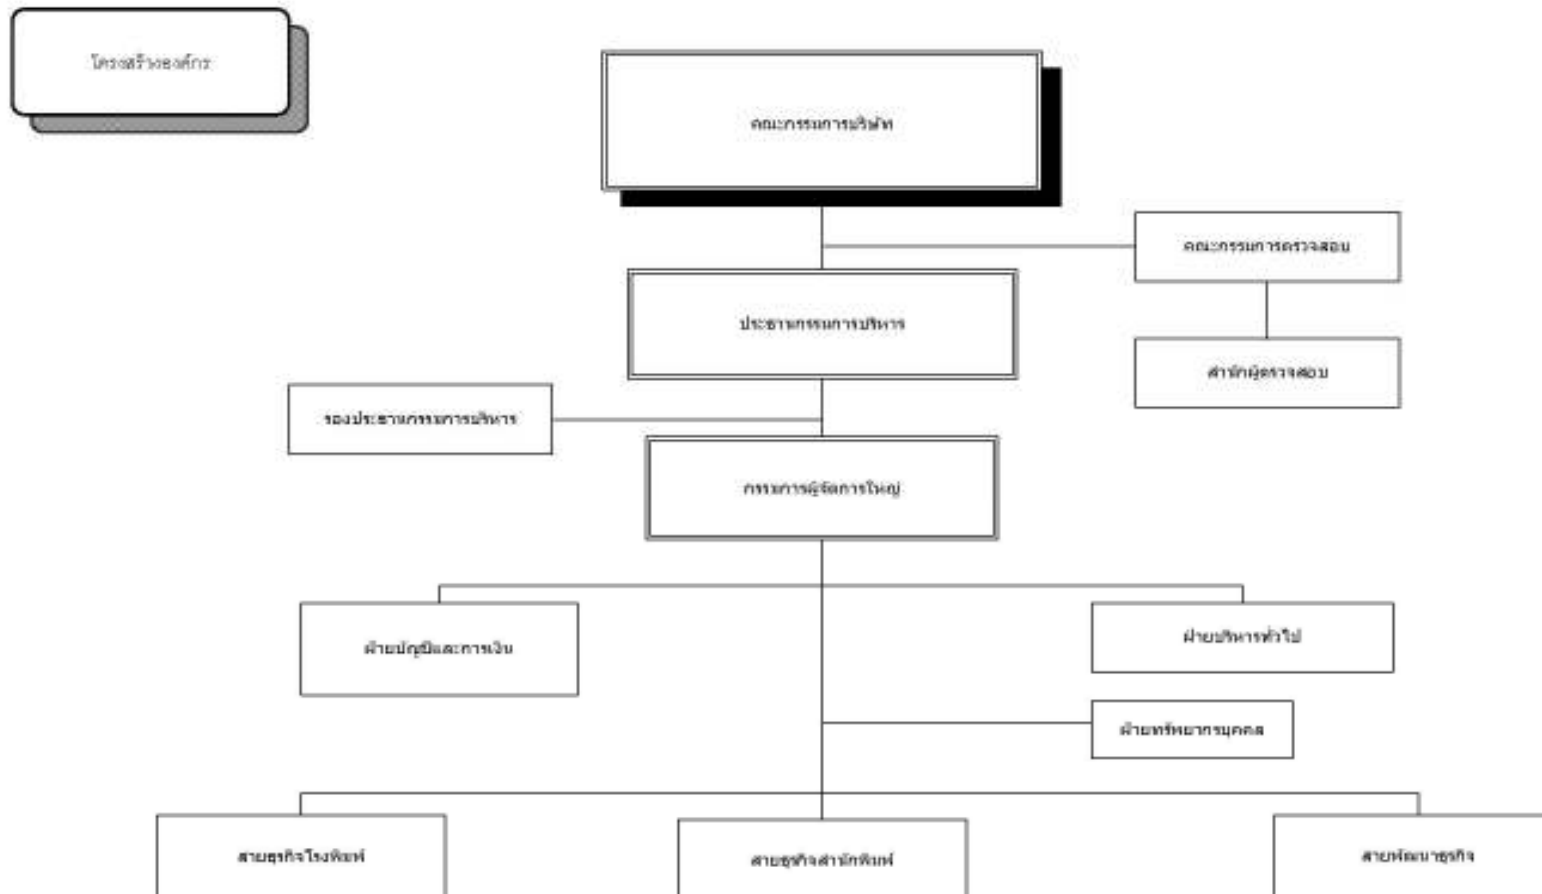 โครงสร้างองค์กร
คณะกรรมการบริษัท
คณะกรรมการตรวจสอบ
ประธานกรรมการบริหาร
สำนักผู้ตรวจสอบ
รองประธานกรรมการบริหาร
กรรมการผู้จัดการใหญ่
ฝ่ายบัญชีและการเงิน
ฝ่ายบริหารทั่วไป
ฝ่ายทรัพยากรบุคคล
สายธุรกิจโรงพิมพ์
สายธุรกิจสำนักพิมพ์
สายพัฒนาธุรกิจ